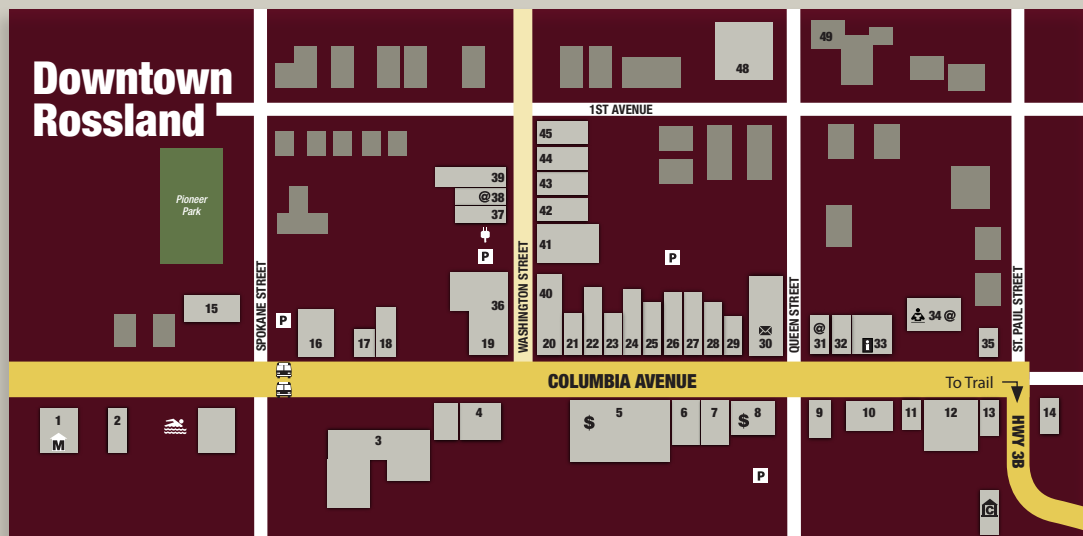 Downtown
Rossland
49
48
1ST AVENUE
45
44
43
42
41
39
@38
37
P
Pioneer
Park
SPOKANE STREET
WASHINGTON STREET
QUEEN STREET
ST. PAUL STREET
P
15
P
16
17
18
36
19
40
20
21
22
23
24
25
26
27
28
29
30
@
31
32
i 33
34 @
35
COLUMBIA AVENUE
To Trail
HWY 3B
1
M
2
3
4
$ 5
6
7
$ 8
9
10
11
12
13
14
P
C